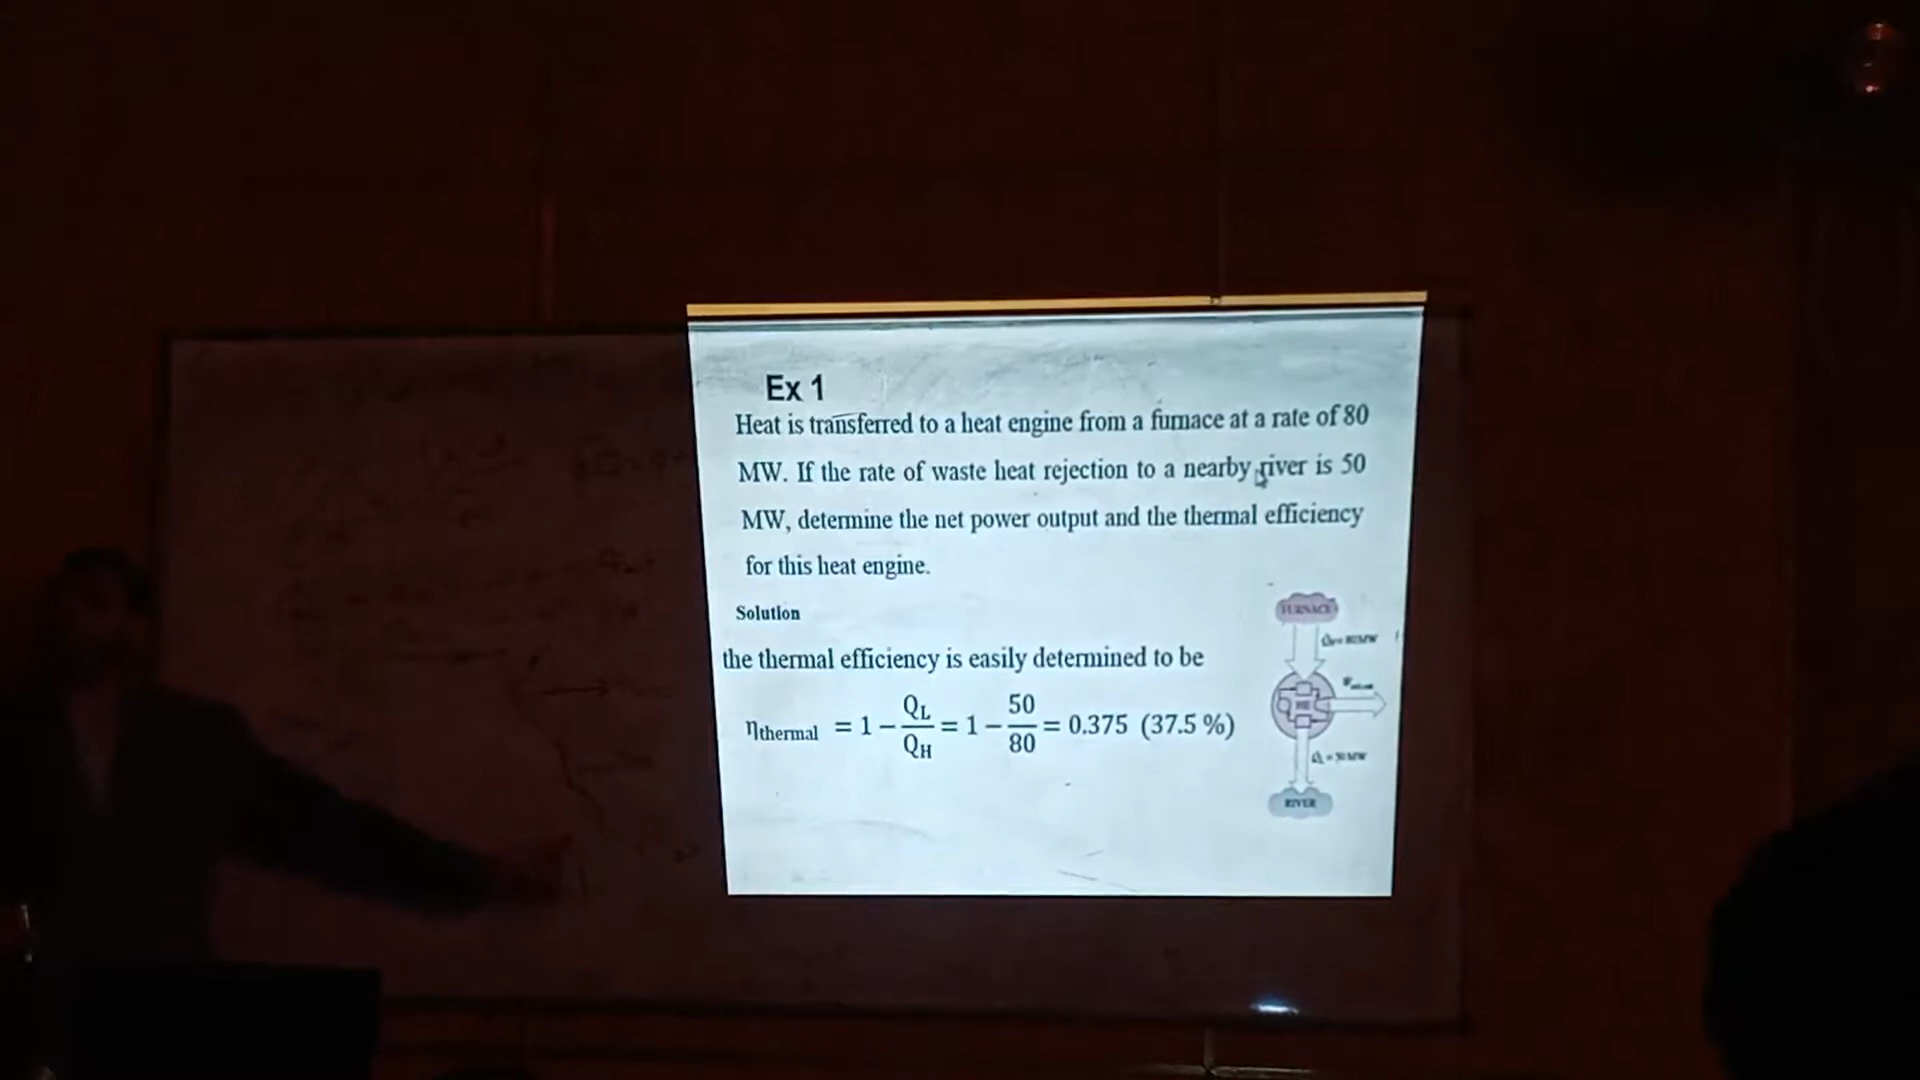 Ex 1
Heat is transferred to a heat engine from a furnace at a rate of 80
MW. If the rate of waste heat rejection to a nearby river is 50
MW, determine the net power output and the thermal efficiency
for this heat engine.
Solution
the thermal efficiency is easily determined to be
ηthermal = 1 − QL/QH = 1 − 50/80 = 0.375 (37.5 %)
FURNACE
HE
RIVER